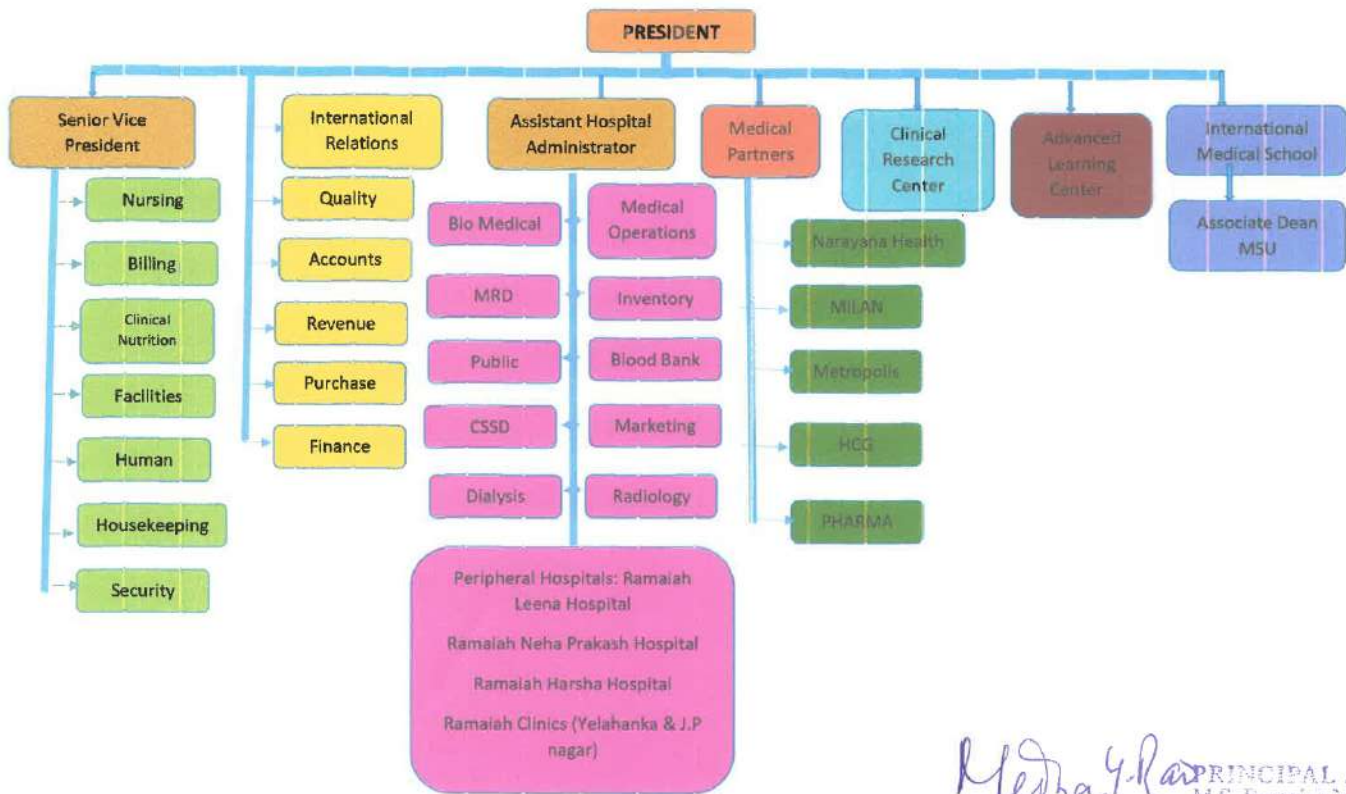 PRESIDENT
Senior Vice
President
Nursing
Billing
Clinical
Nutrition
Facilities
Human
Housekeeping
Security
International
Relations
Quality
Accounts
Revenue
Purchase
Finance
Assistant Hospital
Administrator
Bio Medical
Medical
Operations
MRD
Inventory
Public
Blood Bank
CSSD
Marketing
Dialysis
Radiology
Peripheral Hospitals: Ramaiah
Leena Hospital
Ramaiah Neha Prakash Hospital
Ramaiah Harsha Hospital
Ramaiah Clinics (Yelahanka & J.P
nagar)
Medical
Partners
Narayana Health
MILAN
Metropolis
HCG
PHARMA
Clinical
Research
Center
Advanced
Learning
Center
International
Medical School
Associate Dean
MSU
Medha Y. Rao
PRINCIPAL